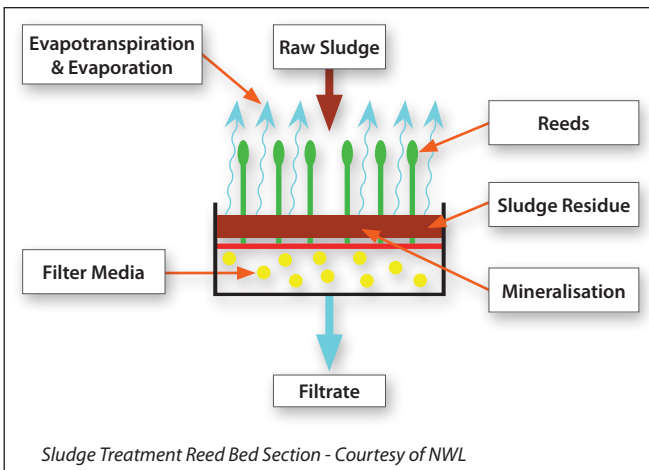 Evapotranspiration
& Evaporation
Raw Sludge
Reeds
Sludge Residue
Filter Media
Mineralisation
Filtrate
Sludge Treatment Reed Bed Section - Courtesy of NWL